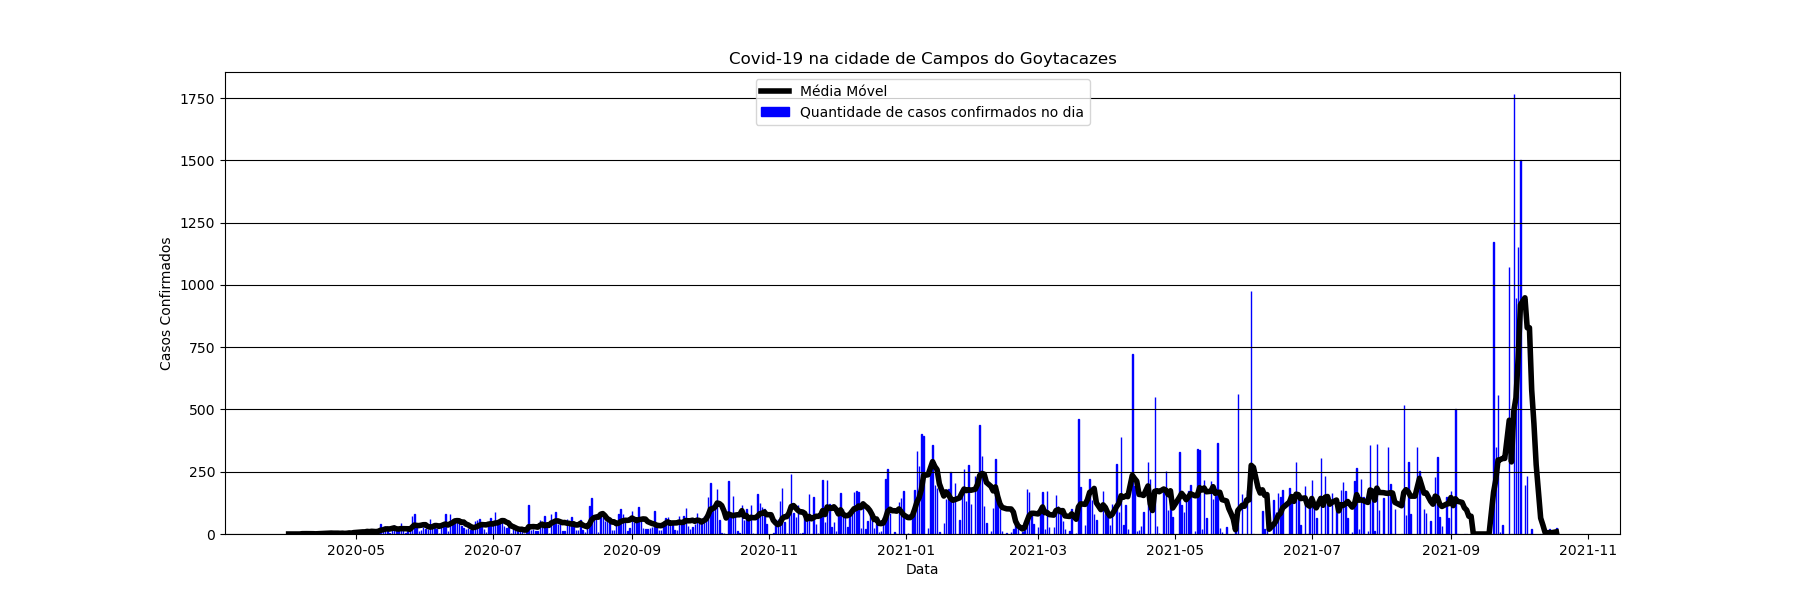 Covid-19 na cidade de Campos do Goytacazes
Média Móvel
Quantidade de casos confirmados no dia
Casos Confirmados
1750
1500
1250
1000
750
500
250
0
2020-05 2020-07 2020-09 2020-11 2021-01 2021-03 2021-05 2021-07 2021-09 2021-11
Data